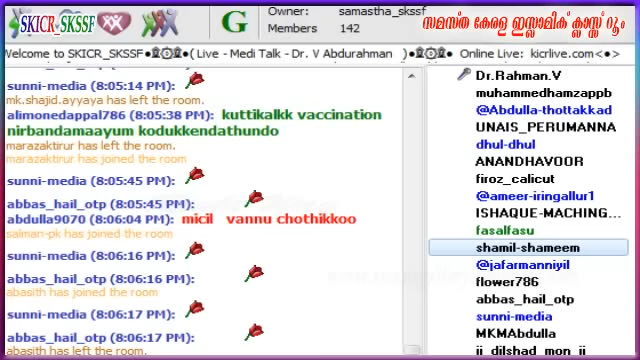 SKICR_SKSSF
G
Owner: samastha_skssf
Members 142
സമസ്ത കേരള ഇസ്ലാമിക് ക്ലാസ്സ് റൂം
Welcome to SKICR_SKSSF●۩۞۩●( Live - Medi Talk - Dr. V Abdurahman )●۩۞۩● Online Live: kicrlive.com<●>
sunni-media (8:05:14 PM):
mk.shajid.ayyaya has left the room.
alimonedappal786 (8:05:38 PM): kuttikalkk vaccination
nirbandamaayum kodukkendathundo
marazaktirur has left the room.
marazaktirur has joined the room
sunni-media (8:05:45 PM):
abbas_hail_otp (8:05:45 PM):
abdulla9070 (8:06:04 PM): micil vannu chothikkoo
salman-pk has joined the room
sunni-media (8:06:16 PM):
abbas_hail_otp (8:06:16 PM):
abasith has joined the room
sunni-media (8:06:17 PM):
abbas_hail_otp (8:06:17 PM):
abasith has left the room.
Dr.Rahman.V
muhammedhamzappb
@Abdulla-thottakkad
UNAIS_PERUMANNA
dhul-dhul
ANANDHAVOOR
firoz_calicut
@ameer-iringallur1
ISHAQUE-MACHING...
fasalfasu
shamil-shameem
@jafarmanniyil
flower786
abbas_hail_otp
sunni-media
MKMAbdulla
ji_dilshad_mon_ji